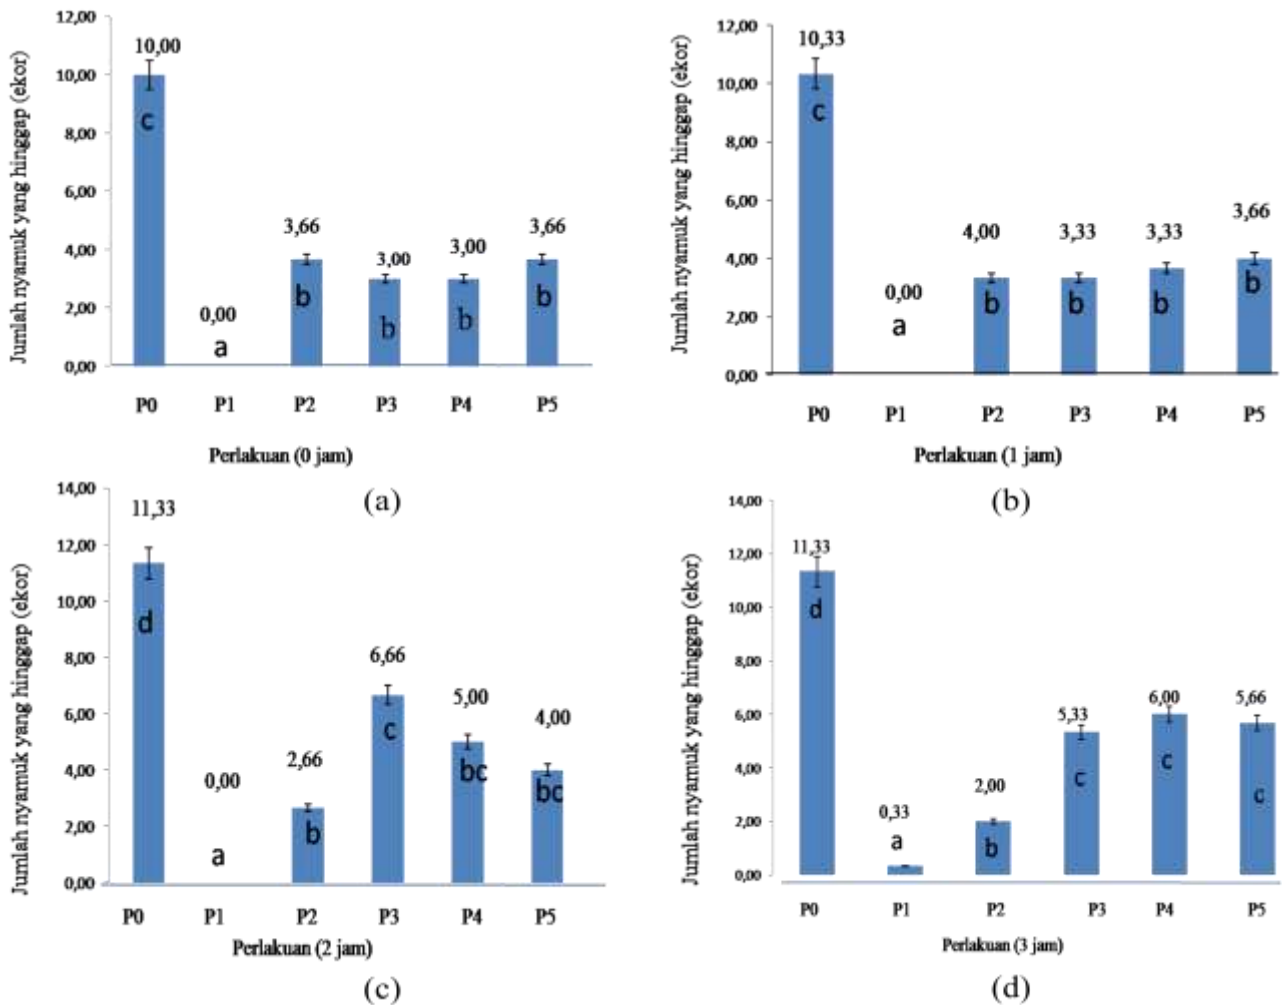 Jumlah nyamuk yang hinggap (ekor)
12,00
10,00
8,00
6,00
4,00
2,00
0,00
10,00
c
0,00
a
3,66
b
3,00
b
3,00
b
3,66
b
P0 P1 P2 P3 P4 P5
Perlakuan (0 jam)
(a)
Jumlah nyamuk yang hinggap (ekor)
12,00
10,00
8,00
6,00
4,00
2,00
0,00
10,33
c
0,00
a
4,00
b
3,33
b
3,33
b
3,66
b
P0 P1 P2 P3 P4 P5
Perlakuan (1 jam)
(b)
Jumlah nyamuk yang hinggap (ekor)
14,00
12,00
10,00
8,00
6,00
4,00
2,00
0,00
11,33
d
0,00
a
2,66
b
6,66
c
5,00
bc
4,00
bc
P0 P1 P2 P3 P4 P5
Perlakuan (2 jam)
(c)
Jumlah nyamuk yang hinggap (ekor)
14,00
12,00
10,00
8,00
6,00
4,00
2,00
0,00
11,33
d
0,33
a
2,00
b
5,33
c
6,00
c
5,66
c
P0 P1 P2 P3 P4 P5
Perlakuan (3 jam)
(d)